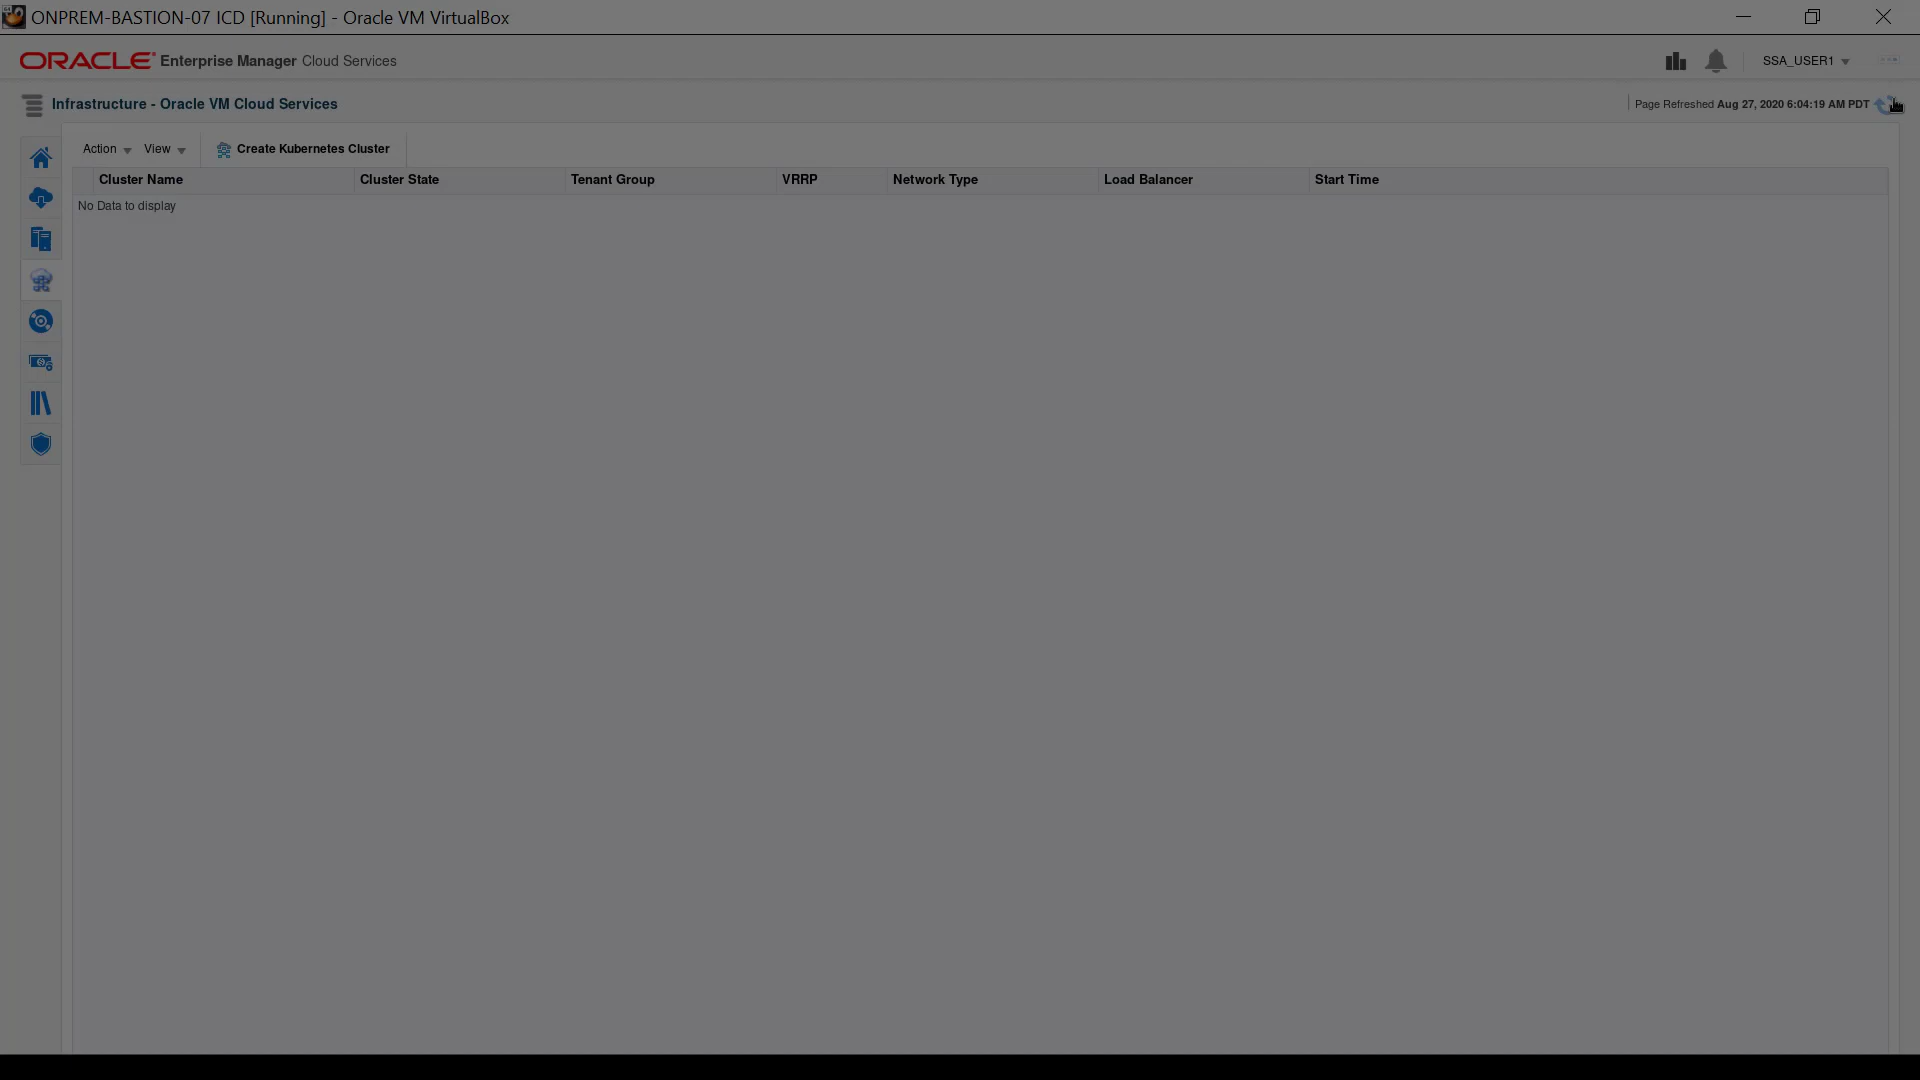 ONPREM-BASTION-07 ICD [Running] - Oracle VM VirtualBox
ORACLE Enterprise Manager Cloud Services
SSA_USER1
Infrastructure - Oracle VM Cloud Services
Page Refreshed Aug 27, 2020 6:04:19 AM PDT
Action View Create Kubernetes Cluster
Cluster Name Cluster State Tenant Group VRRP Network Type Load Balancer Start Time
No Data to display